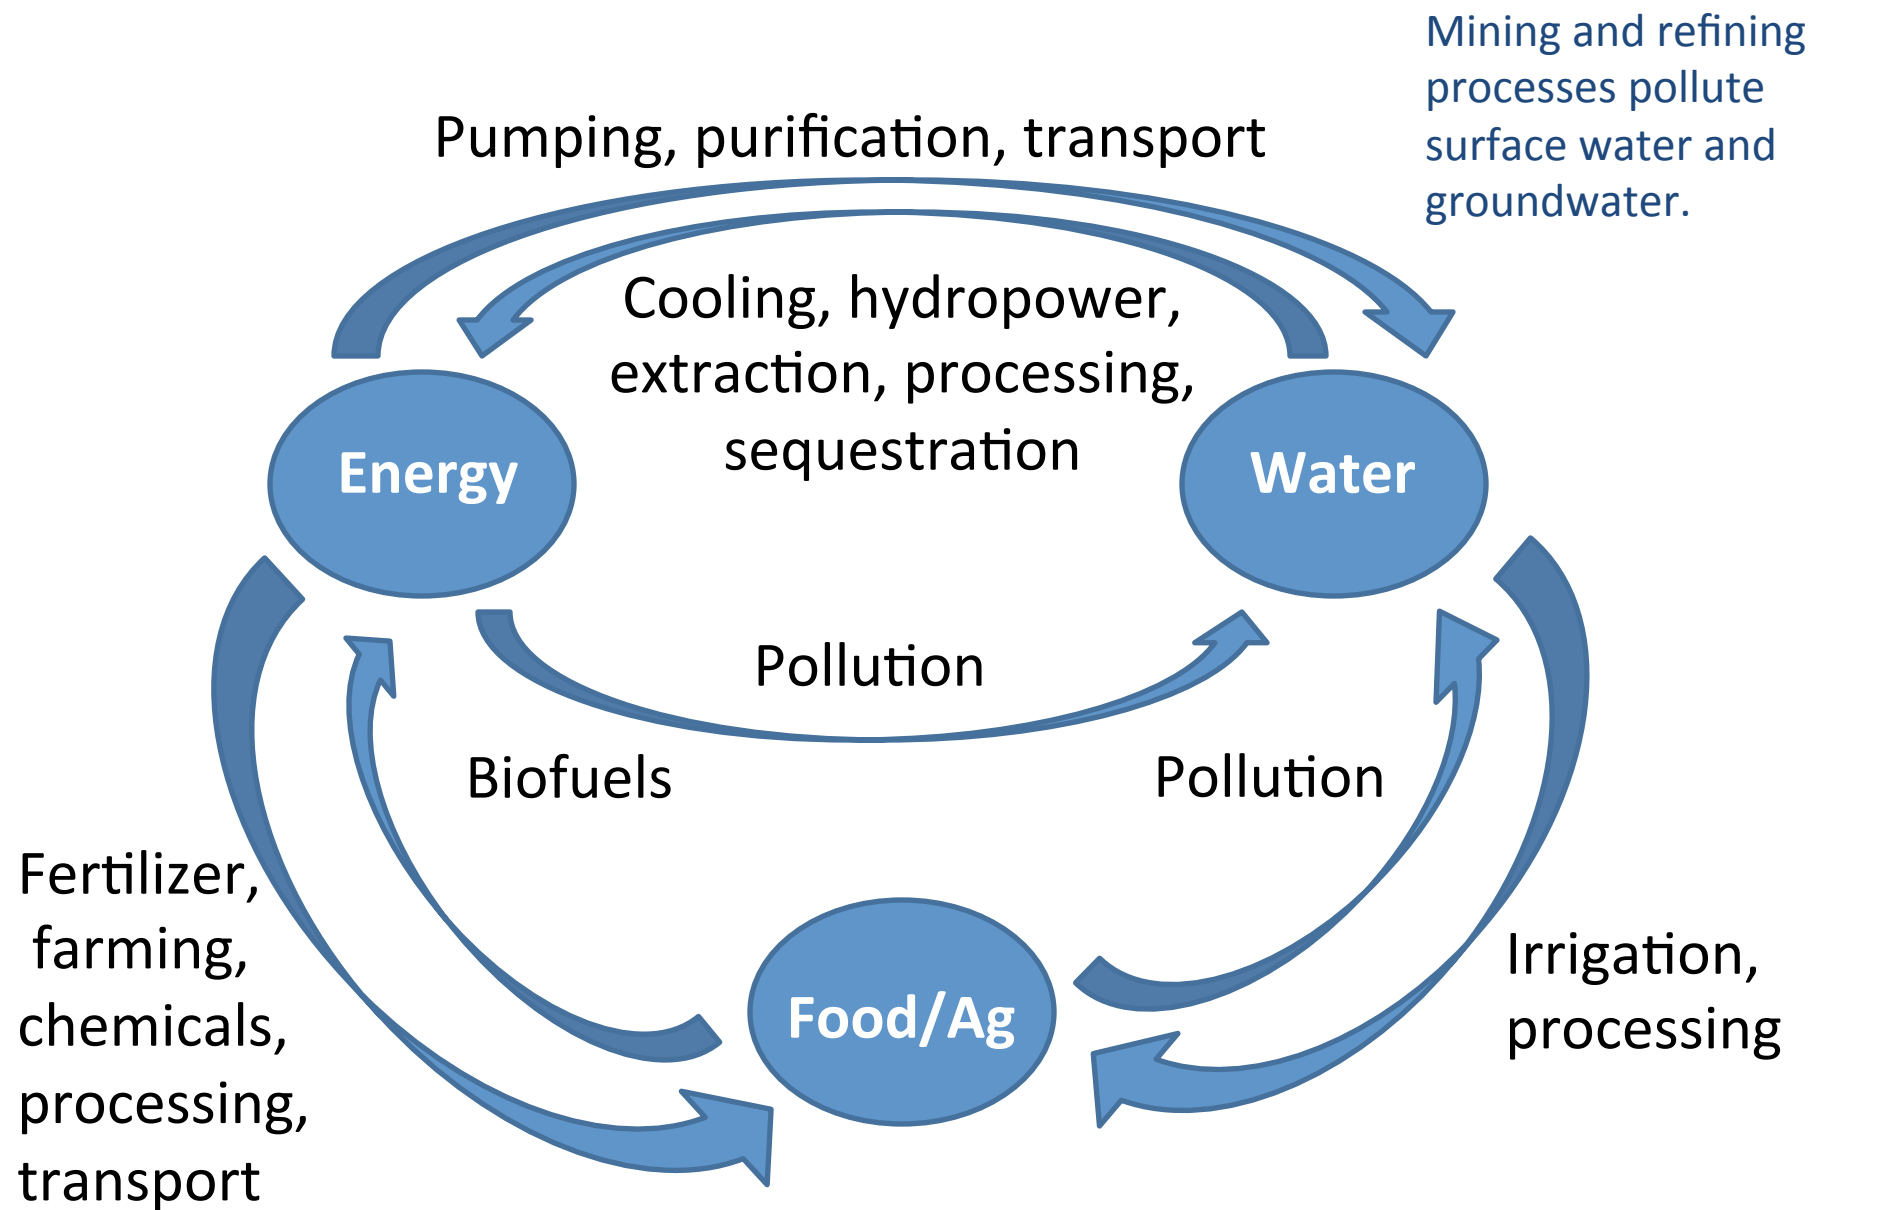 Mining and refining
processes pollute
surface water and
groundwater.
Pumping, purification, transport
Cooling, hydropower,
extraction, processing,
sequestration
Energy
Water
Pollution
Biofuels
Pollution
Fertilizer,
farming,
chemicals,
processing,
transport
Irrigation,
processing
Food/Ag